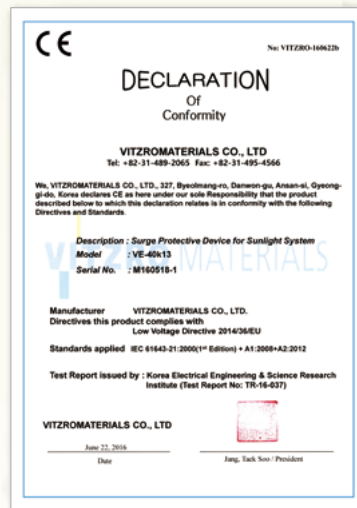 CE
No: VITZRO-160622b
DECLARATION
Of
Conformity
VITZROMATERIALS CO., LTD
Tel: +82-31-489-2065 Fax: +82-31-495-4566
We, VITZROMATERIALS CO., LTD., 327, Byeolmang-ro, Danwon-gu, Ansan-si, Gyeong-
gi-do, Korea declares CE as here under our sole Responsibility that the product
described below to which this declaration relates is in conformity with the following
Directives and Standards.
VITZRO MATERIALS
Description : Surge Protective Device for Sunlight System
Model : VE-40k13
Serial No. : M160518-1
Manufacturer VITZROMATERIALS CO., LTD.
Directives this product complies with
Low Voltage Directive 2014/36/EU
Standards applied IEC 61643-21:2000(1st Edition) + A1:2008+A2:2012
Test Report issued by : Korea Electrical Engineering & Science Research
Institute (Test Report No: TR-16-037)
VITZROMATERIALS CO., LTD
June 22, 2016
Date
Jang, Taek Soo / President